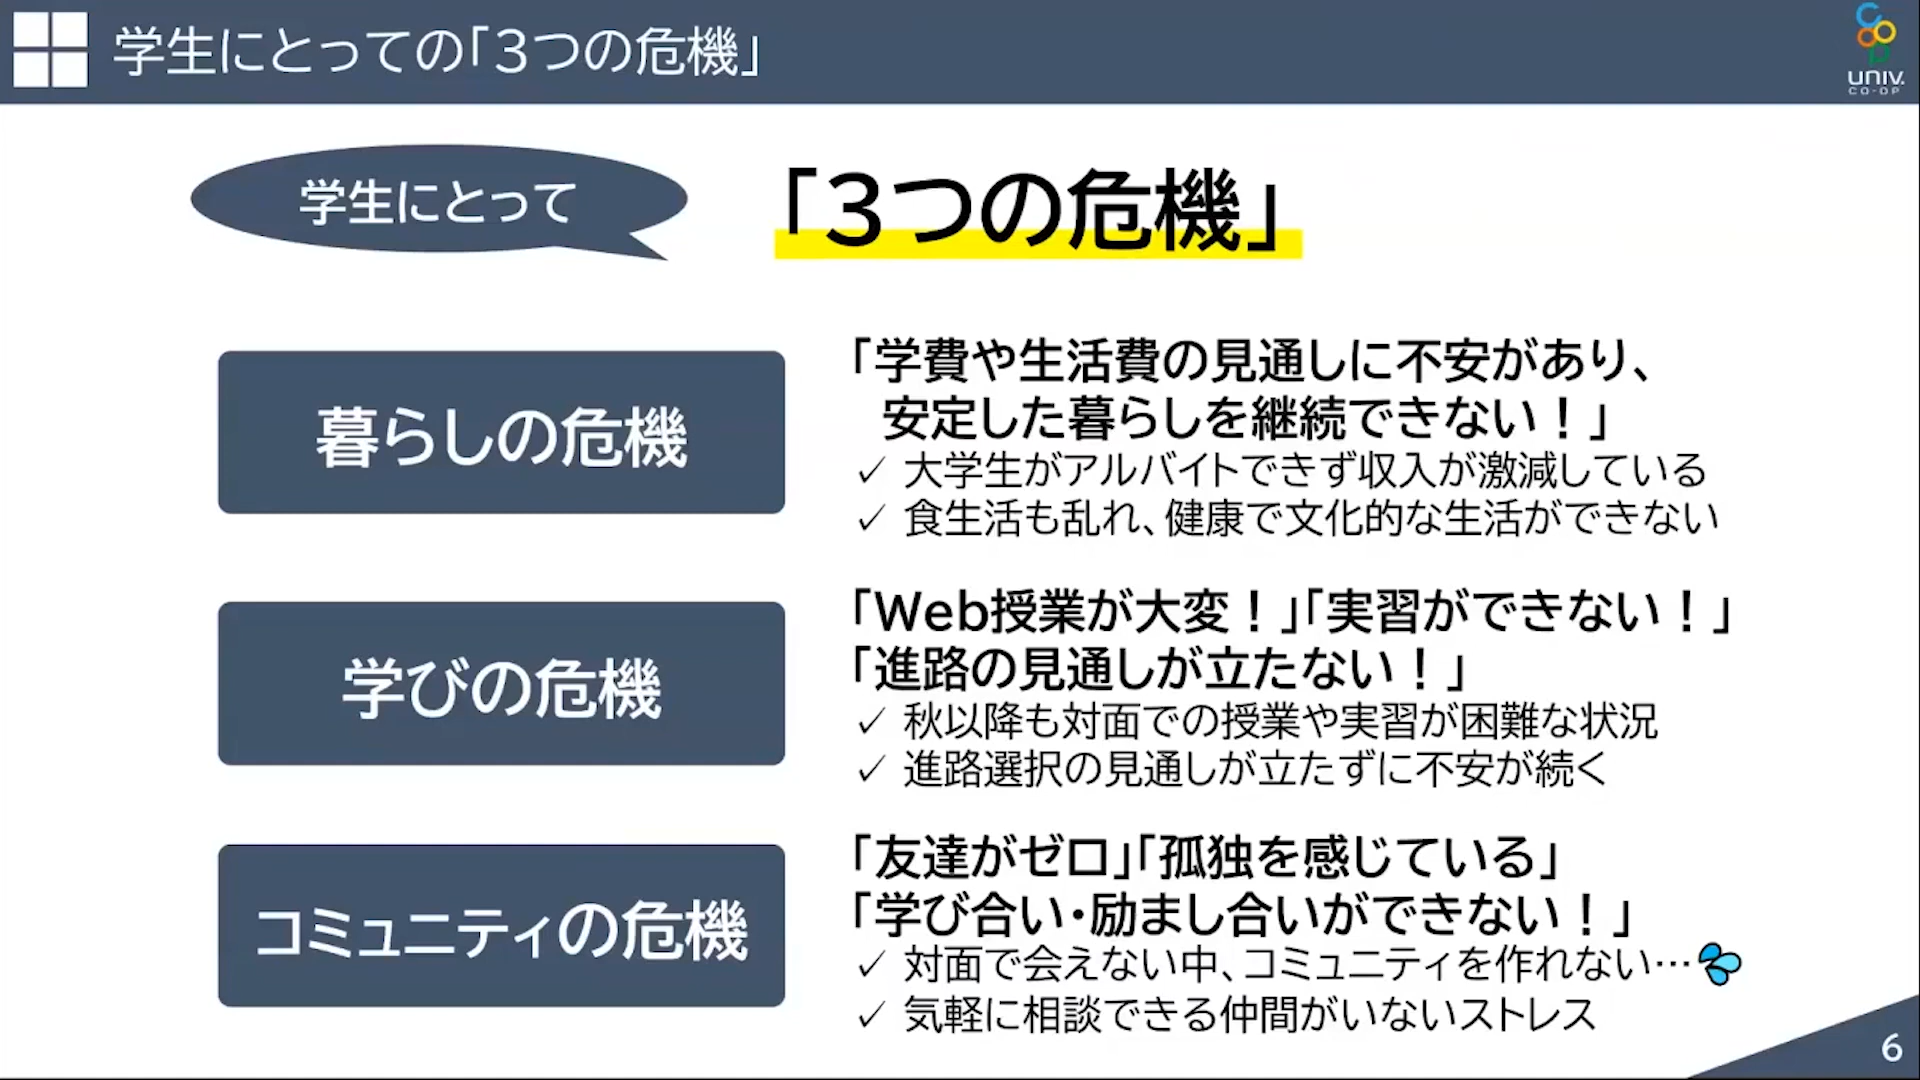 学生にとっての「3つの危機」
UNIV.
CO-OP
学生にとって
「3つの危機」
暮らしの危機
「学費や生活費の見通しに不安があり、
安定した暮らしを継続できない！」
✓ 大学生がアルバイトできず収入が激減している
✓ 食生活も乱れ、健康で文化的な生活ができない
学びの危機
「Web授業が大変！」「実習ができない！」
「進路の見通しが立たない！」
✓ 秋以降も対面での授業や実習が困難な状況
✓ 進路選択の見通しが立たずに不安が続く
コミュニティの危機
「友達がゼロ」「孤独を感じている」
「学び合い・励まし合いができない！」
✓ 対面で会えない中、コミュニティを作れない…💦
✓ 気軽に相談できる仲間がいないストレス
6